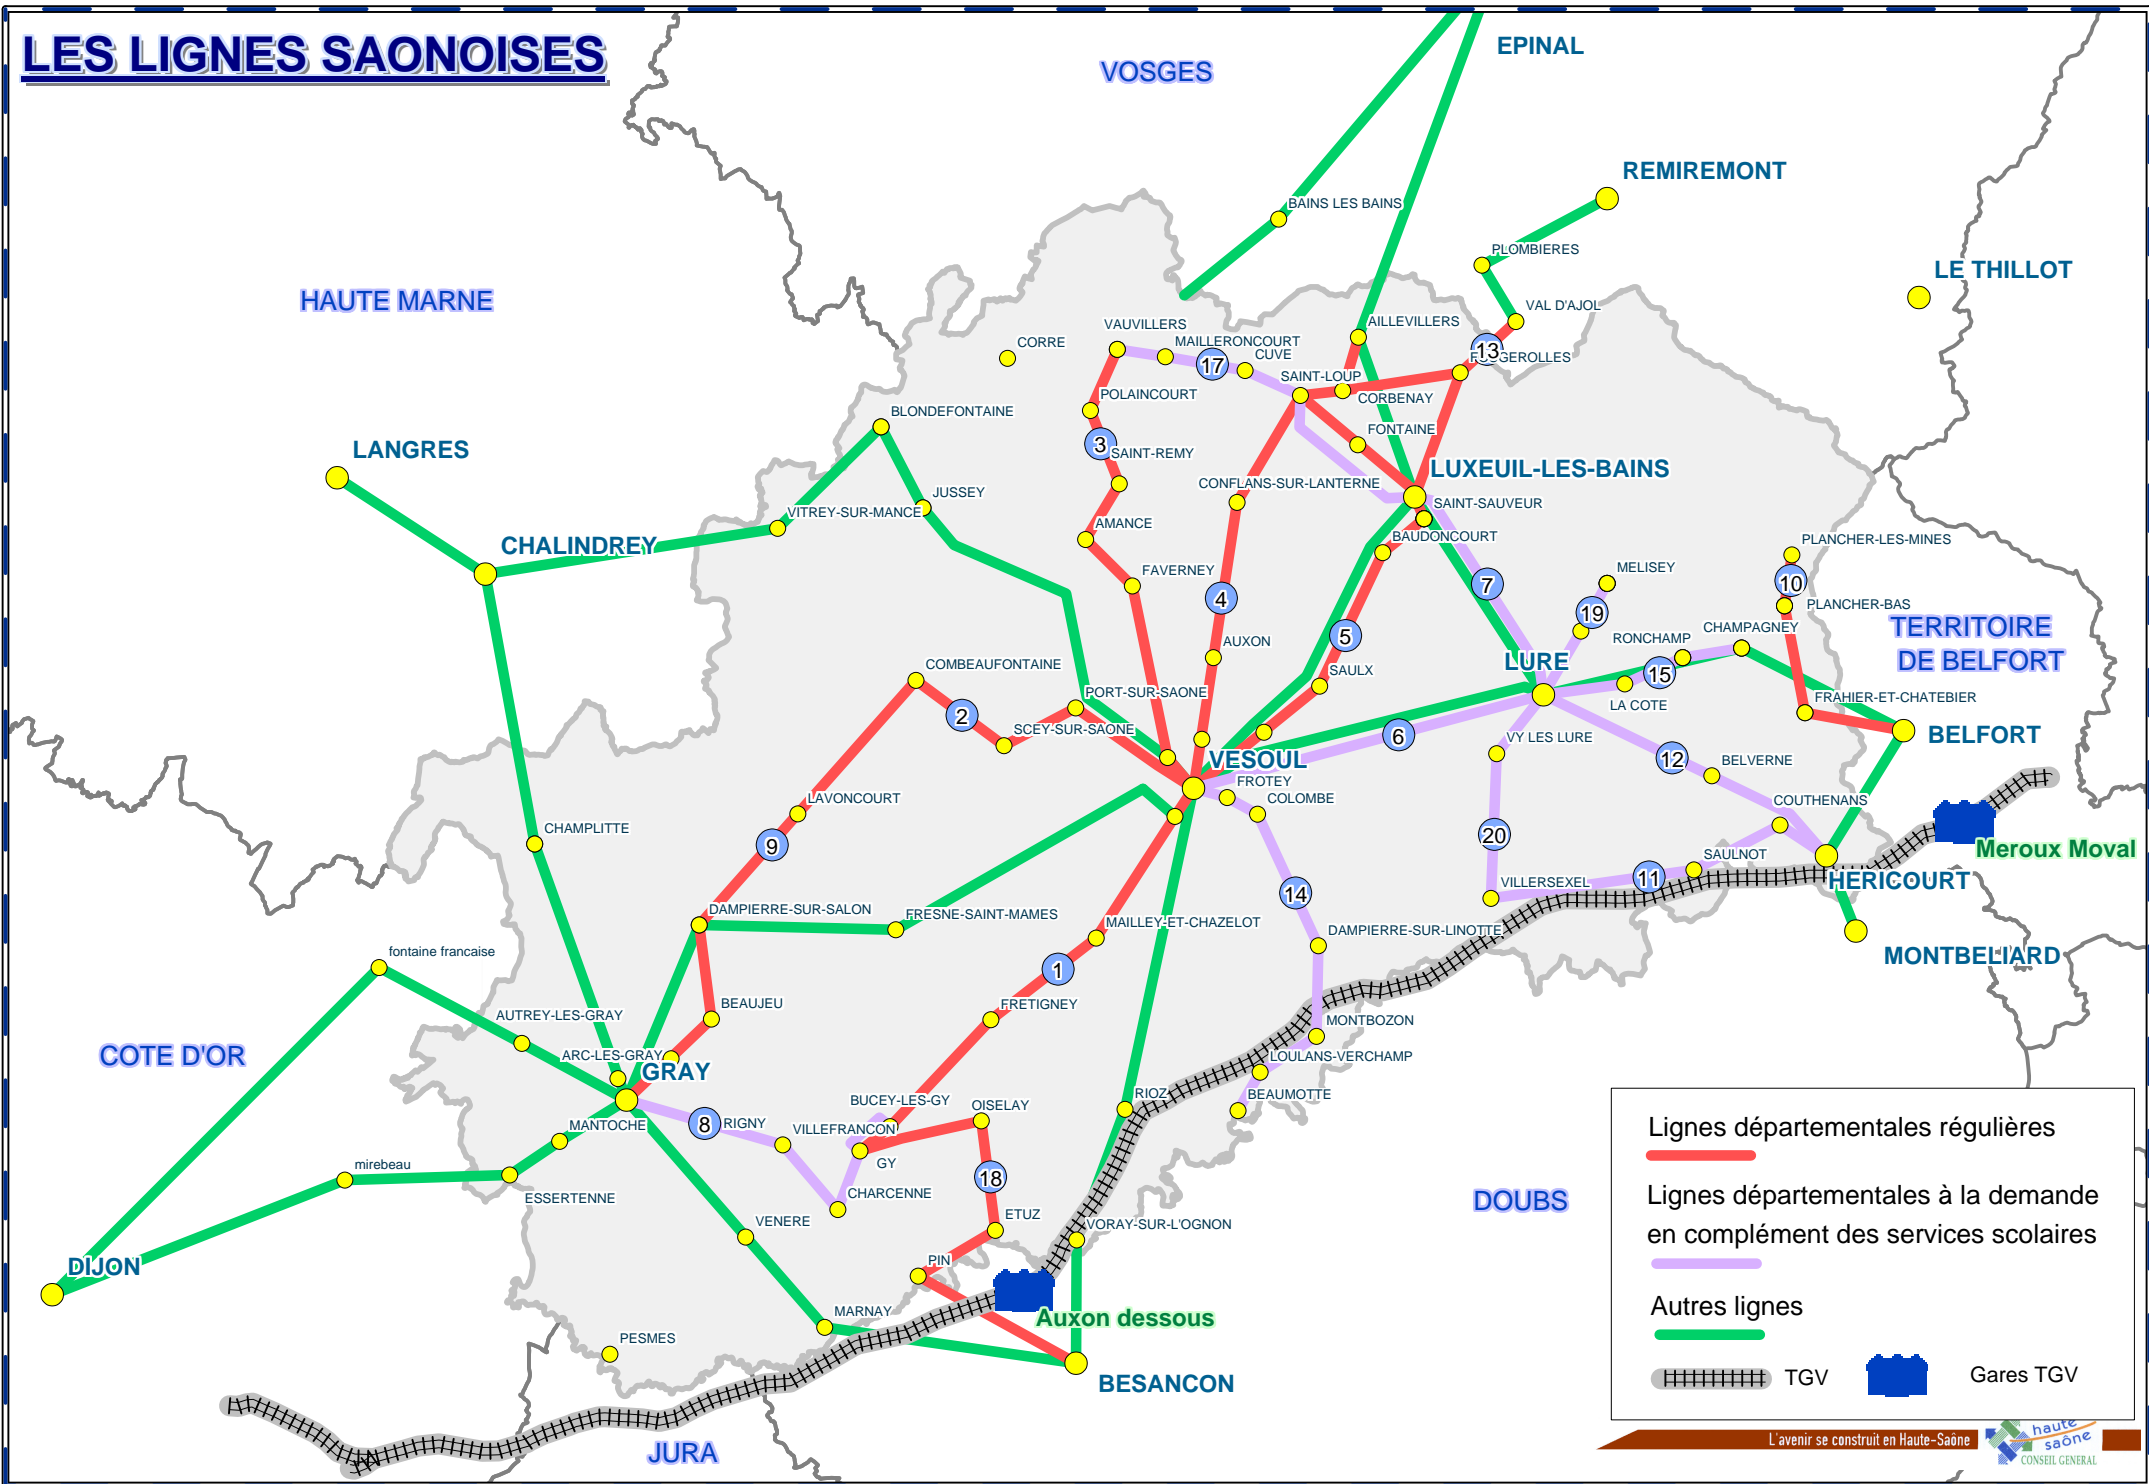 LES LIGNES SAONOISES
EPINAL
VOSGES
REMIREMONT
BAINS LES BAINS
PLOMBIERES
LE THILLOT
HAUTE MARNE
VAL D'AJOL
AILLEVILLERS
VAUVILLERS
CORRE
MAILLERONCOURT
13
17
CUVE
FOUGEROLLES
SAINT-LOUP
POLAINCOURT
CORBENAY
BLONDEFONTAINE
FONTAINE
3
LANGRES
SAINT-REMY
LUXEUIL-LES-BAINS
CONFLANS-SUR-LANTERNE
JUSSEY
SAINT-SAUVEUR
VITREY-SUR-MANCE
AMANCE
BAUDONCOURT
CHALINDREY
PLANCHER-LES-MINES
MELISEY
FAVERNEY
10
7
4
PLANCHER-BAS
19
TERRITOIRE
DE BELFORT
CHAMPAGNEY
RONCHAMP
5
AUXON
LURE
COMBEAUFONTAINE
SAULX
15
PORT-SUR-SAONE
FRAHIER-ET-CHATEBIER
LA COTE
2
SCEY-SUR-SAONE
BELFORT
6
VY LES LURE
VESOUL
12
BELVERNE
FROTEY
LAVONCOURT
COLOMBE
COUTHENANS
CHAMPLITTE
20
9
Meroux Moval
SAULNOT
11
HERICOURT
VILLERSEXEL
14
DAMPIERRE-SUR-SALON
FRESNE-SAINT-MAMES
MAILLEY-ET-CHAZELOT
DAMPIERRE-SUR-LINOTTE
fontaine francaise
MONTBELIARD
1
BEAUJEU
FRETIGNEY
AUTREY-LES-GRAY
MONTBOZON
COTE D'OR
ARC-LES-GRAY
LOULANS-VERCHAMP
GRAY
RIOZ
BEAUMOTTE
BUCEY-LES-GY
OISELAY
8
RIGNY
MANTOCHE
VILLEFRANCON
GY
mirebeau
18
ESSERTENNE
CHARCENNE
DOUBS
VENERE
ETUZ
VORAY-SUR-L'OGNON
DIJON
PIN
MARNAY
Auxon dessous
PESMES
BESANCON
JURA
Lignes départementales régulières
Lignes départementales à la demande
en complément des services scolaires
Autres lignes
TGV
Gares TGV
L'avenir se construit en Haute-Saône
haute
saône
CONSEIL GENERAL